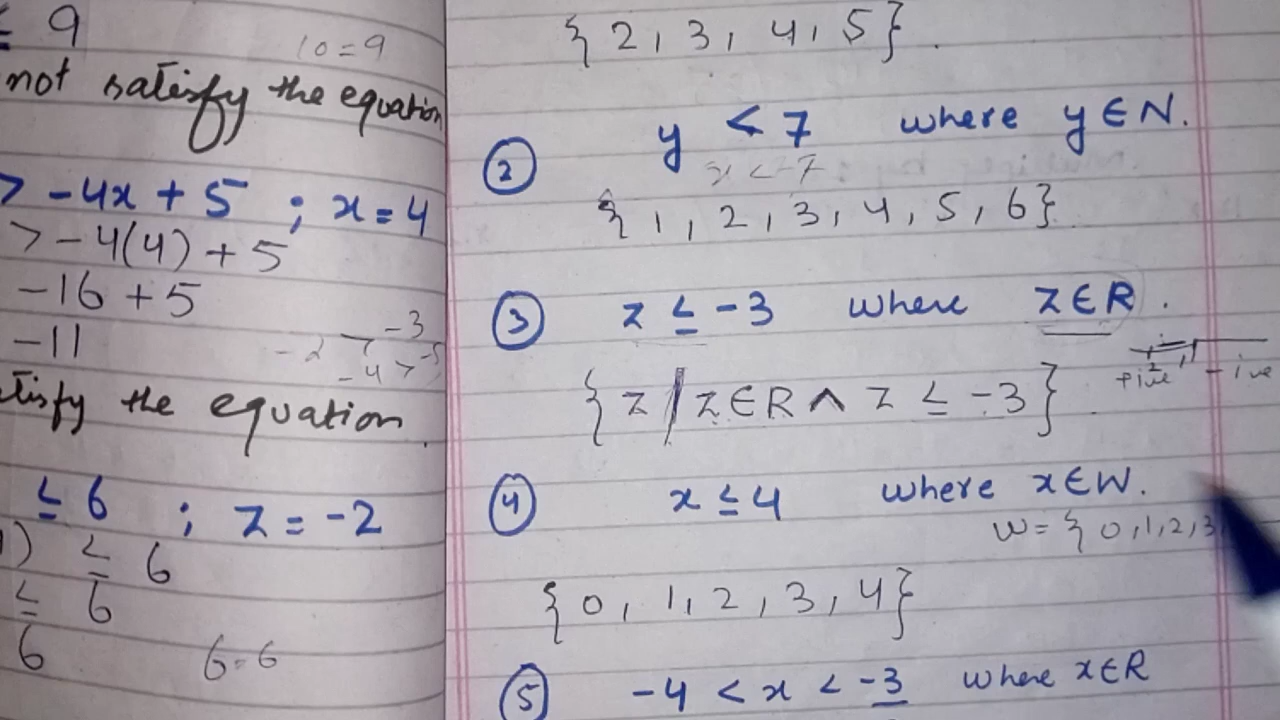 ≤ 9
10 = 9
not satisfy the equation
> -4x + 5 ; x = 4
> -4(4) + 5
-16 + 5
-11
-2 > -3
-4 > -5
tisfy the equation.
≤ 6 ; z = -2
) ≤ 6
≤ 6
6 6=6
{2, 3, 4, 5}.
② y < 7 where y ∈ N.
x < -7
{1, 2, 3, 4, 5, 6}
③ z ≤ -3 where z ∈ R.
{z / z ∈ R ∧ z ≤ -3}.
+ive -ive
④ x ≤ 4 where x ∈ W.
W = {0, 1, 2, 3,
{0, 1, 2, 3, 4}
⑤ -4 < x < -3 where x ∈ R